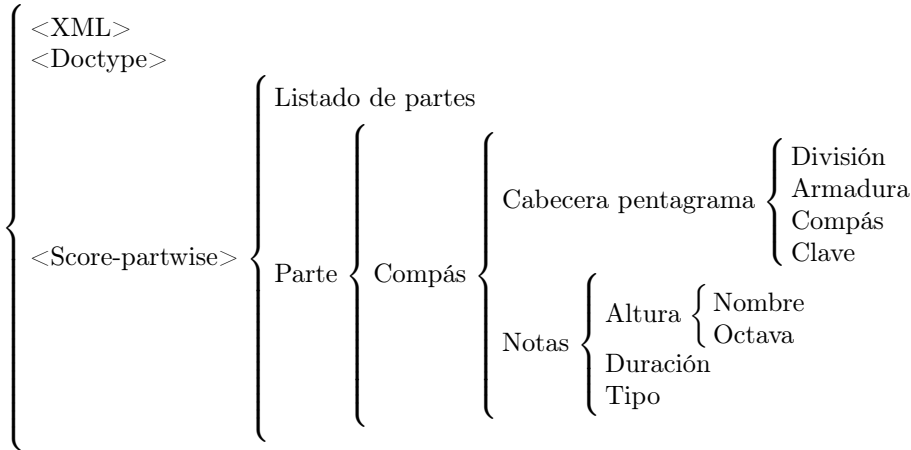 <XML>
<Doctype>
<Score-partwise>
Listado de partes
Parte
Compás
Cabecera pentagrama
División
Armadura
Compás
Clave
Notas
Altura
Nombre
Octava
Duración
Tipo